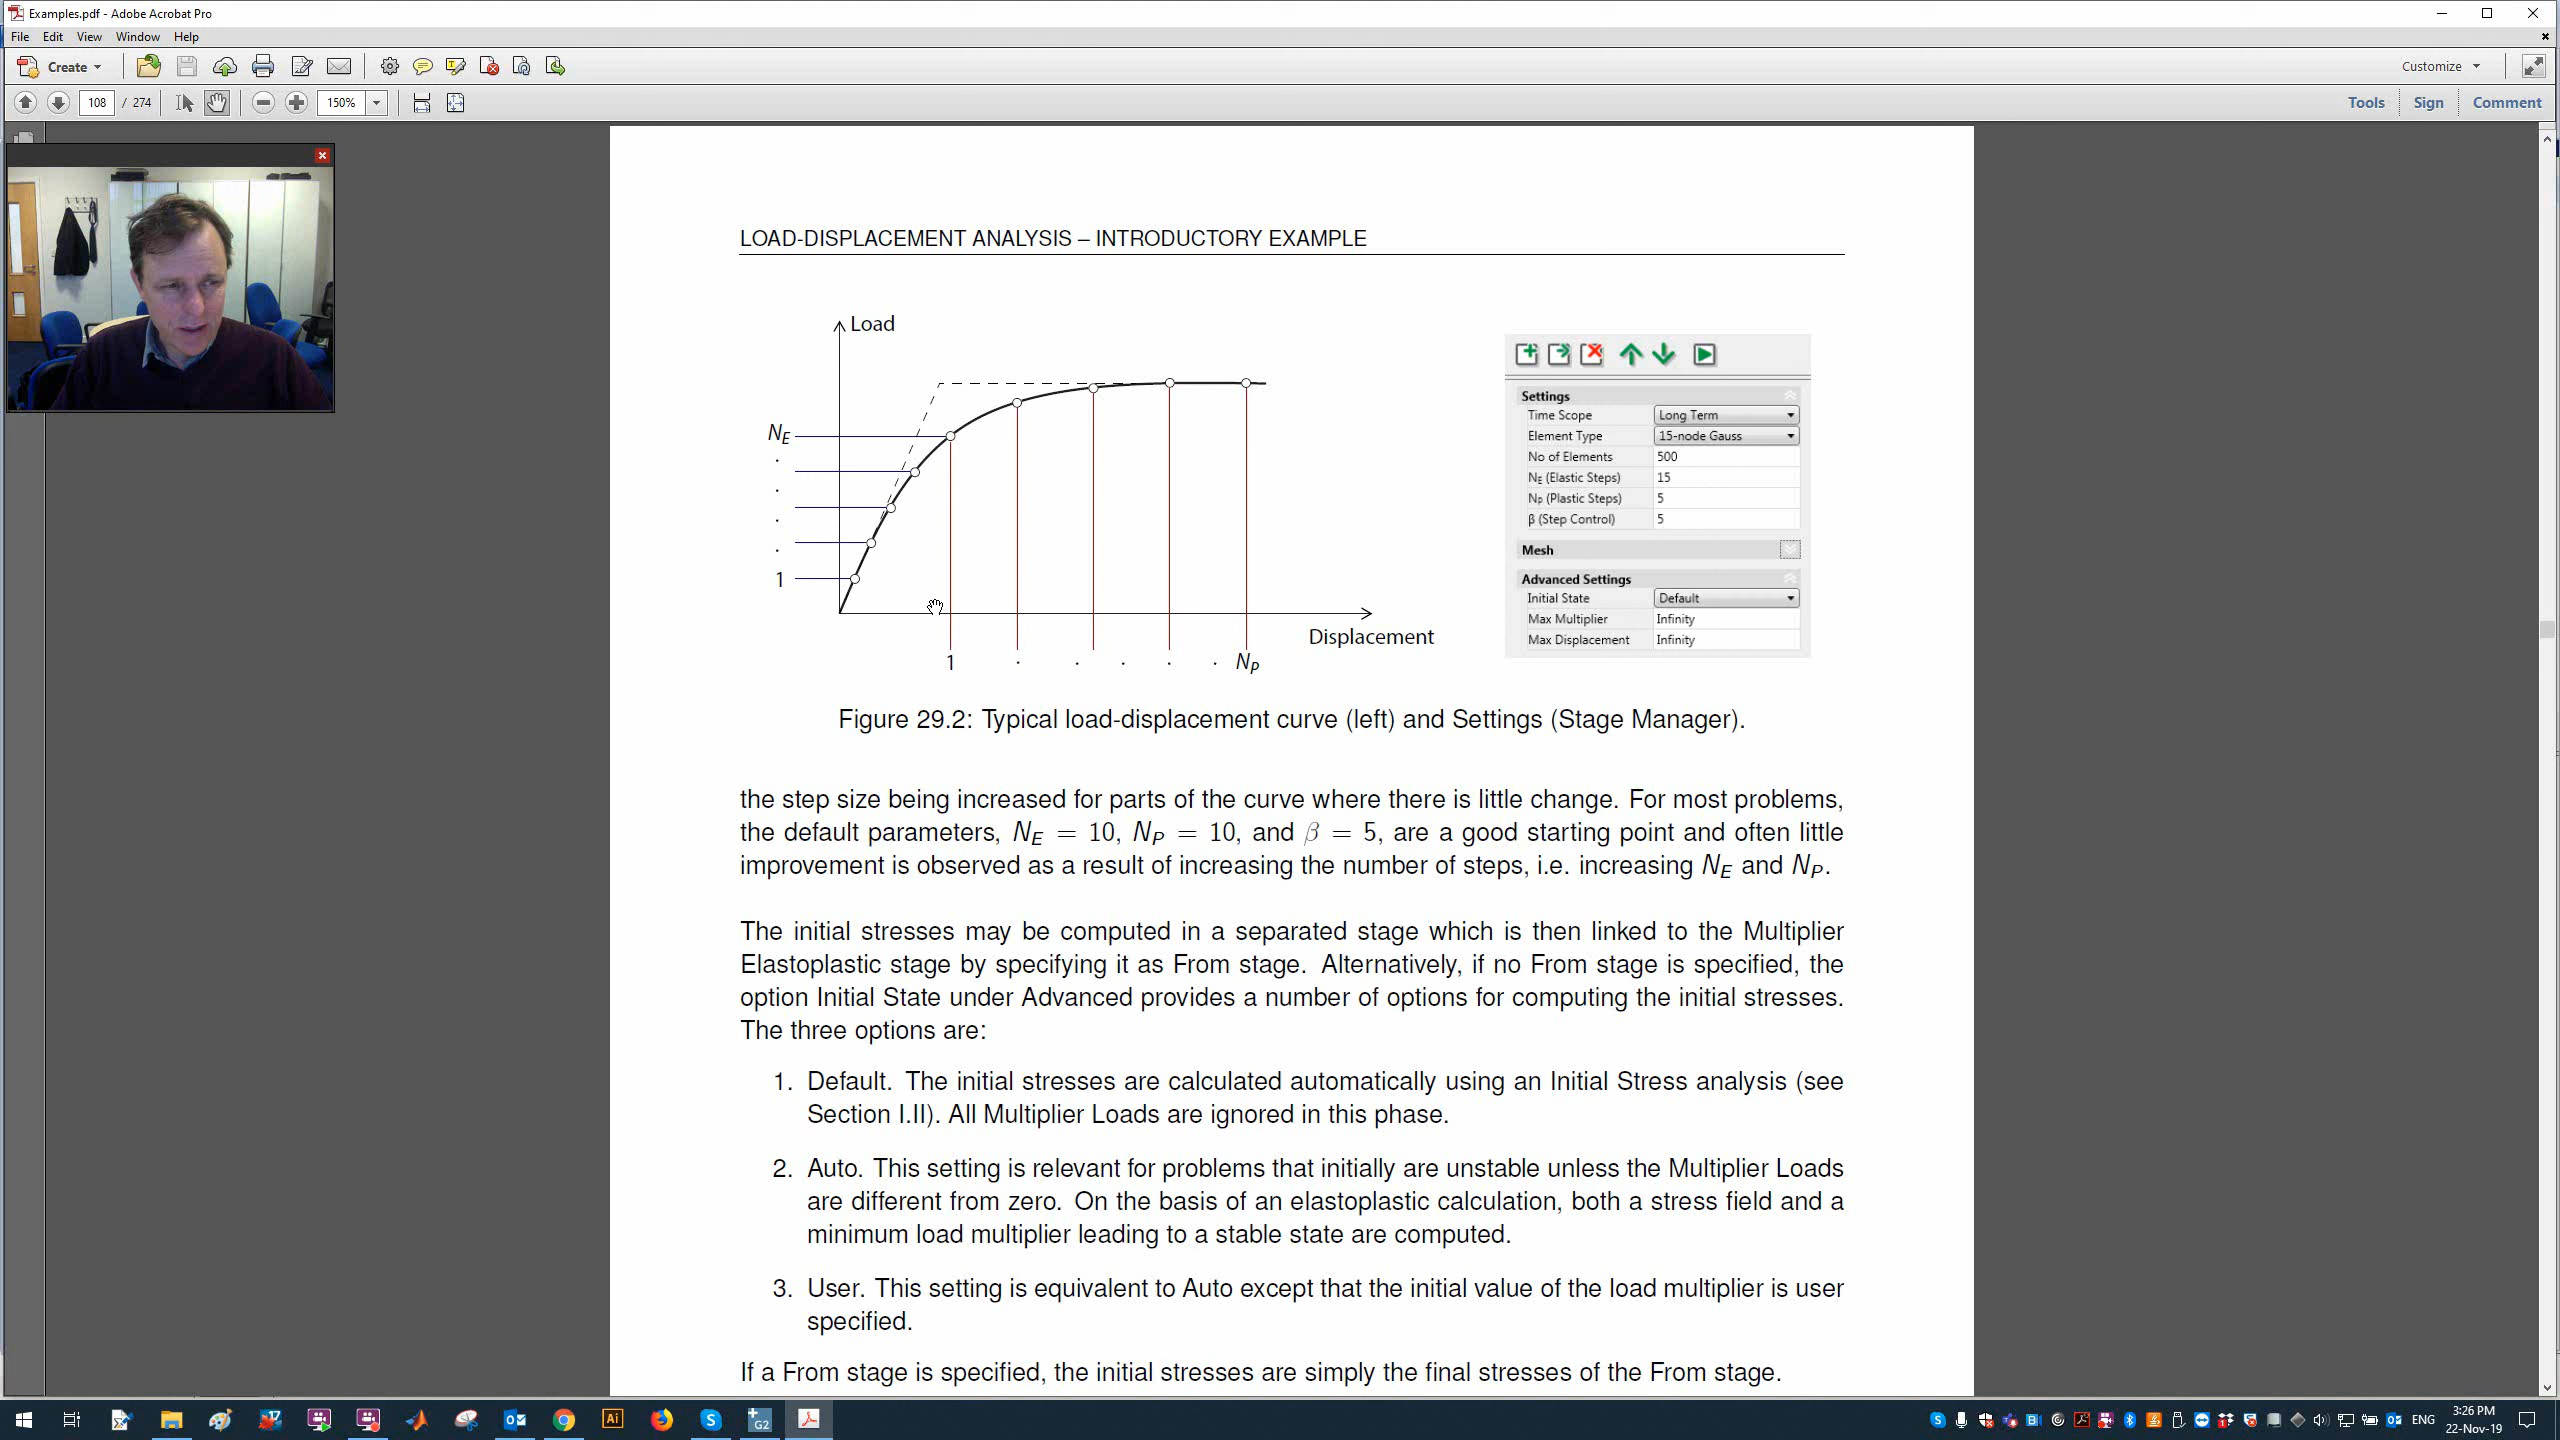 Examples.pdf - Adobe Acrobat Pro
File Edit View Window Help
Create
Customize
108 / 274
150%
Tools Sign Comment
LOAD-DISPLACEMENT ANALYSIS – INTRODUCTORY EXAMPLE
Load
N_E
1
Displacement
1 . . . . . N_P
Settings
Time Scope Long Term
Element Type 15-node Gauss
No of Elements 500
N_E (Elastic Steps) 15
N_P (Plastic Steps) 5
β (Step Control) 5
Mesh
Advanced Settings
Initial State Default
Max Multiplier Infinity
Max Displacement Infinity
Figure 29.2: Typical load-displacement curve (left) and Settings (Stage Manager).
the step size being increased for parts of the curve where there is little change. For most problems,
the default parameters, N_E = 10, N_P = 10, and β = 5, are a good starting point and often little
improvement is observed as a result of increasing the number of steps, i.e. increasing N_E and N_P.
The initial stresses may be computed in a separated stage which is then linked to the Multiplier
Elastoplastic stage by specifying it as From stage. Alternatively, if no From stage is specified, the
option Initial State under Advanced provides a number of options for computing the initial stresses.
The three options are:
1. Default. The initial stresses are calculated automatically using an Initial Stress analysis (see
Section I.II). All Multiplier Loads are ignored in this phase.
2. Auto. This setting is relevant for problems that initially are unstable unless the Multiplier Loads
are different from zero. On the basis of an elastoplastic calculation, both a stress field and a
minimum load multiplier leading to a stable state are computed.
3. User. This setting is equivalent to Auto except that the initial value of the load multiplier is user
specified.
If a From stage is specified, the initial stresses are simply the final stresses of the From stage.
17
Ai
G2
ENG
3:26 PM
22-Nov-19